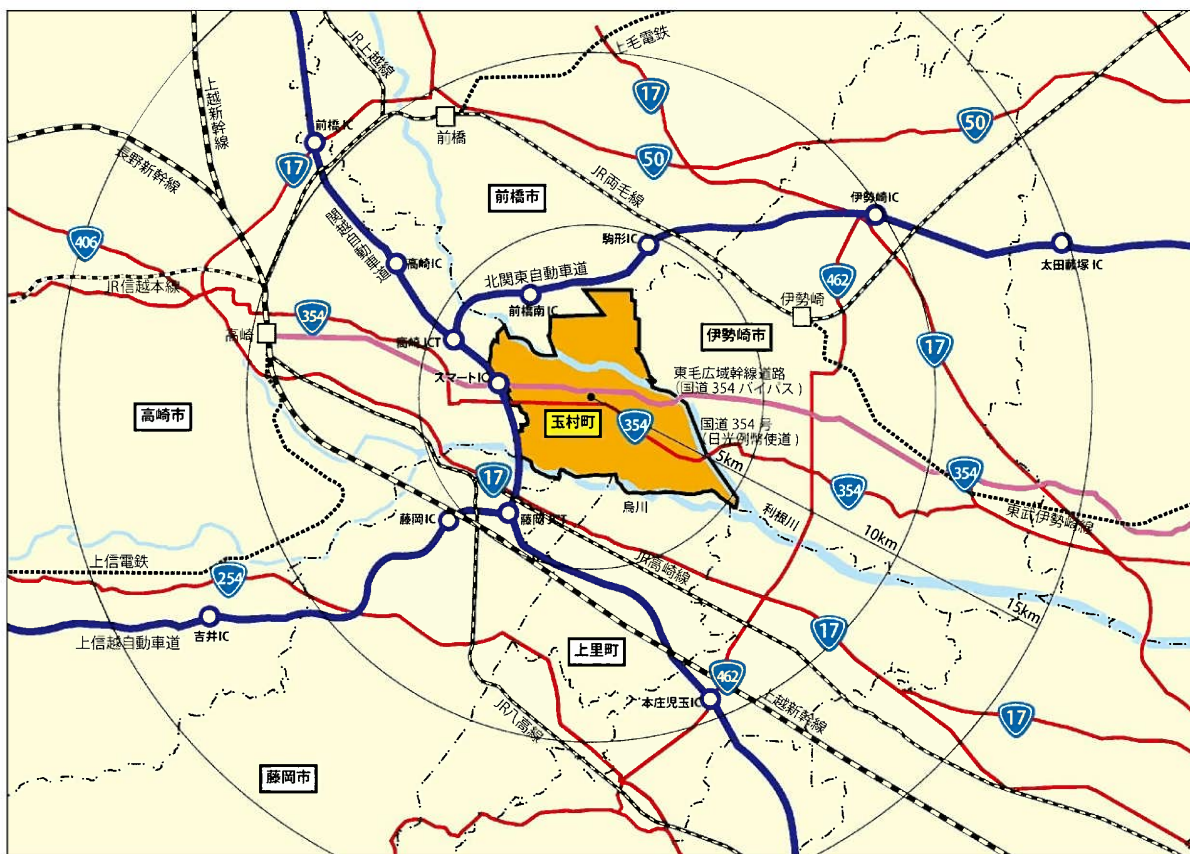 上毛電鉄
JR上越線
上越新幹線
17
前橋IC
前橋
50
17
50
長野新幹線
JR両毛線
前橋市
伊勢崎IC
406
関越自動車道
駒形IC
高崎IC
太田藪塚IC
北関東自動車道
462
JR信越本線
前橋南IC
伊勢崎
354
高崎
伊勢崎市
高崎JCT
17
スマートIC
東毛広域幹線道路
(国道354バイパス)
高崎市
玉村町
354
国道354号
(日光例幣使道)
5km
17
354
354
烏川
利根川
藤岡IC
藤岡JCT
東武伊勢崎線
10km
上信電鉄
JR高崎線
254
15km
吉井IC
上信越自動車道
17
上里町
462
本庄児玉IC
上越新幹線
JR八高線
17
藤岡市